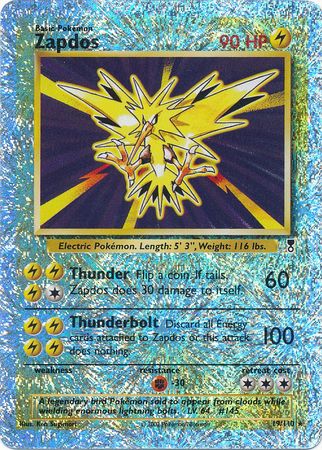 Basic Pokémon
Zapdos 90 HP
Electric Pokémon. Length: 5' 3", Weight: 116 lbs.
Thunder Flip a coin. If tails,
Zapdos does 30 damage to itself. 60
Thunderbolt Discard all Energy
cards attached to Zapdos or this attack
does nothing. 100
weakness resistance retreat cost
-30
A legendary bird Pokémon said to appear from clouds while
wielding enormous lightning bolts. LV. 64 #145
Illus. Ken Sugimori © 2002 Pokémon/Nintendo 19/110 ★